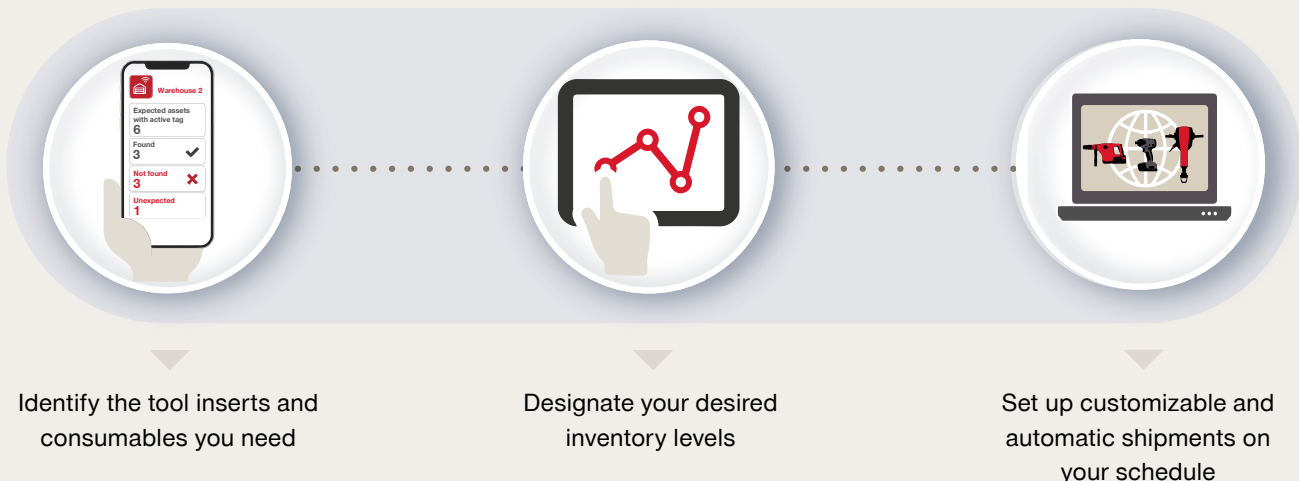 Warehouse 2
Expected assets
with active tag
6
Found
3
Not found
3
Unexpected
1
Identify the tool inserts and
consumables you need
Designate your desired
inventory levels
Set up customizable and
automatic shipments on
your schedule